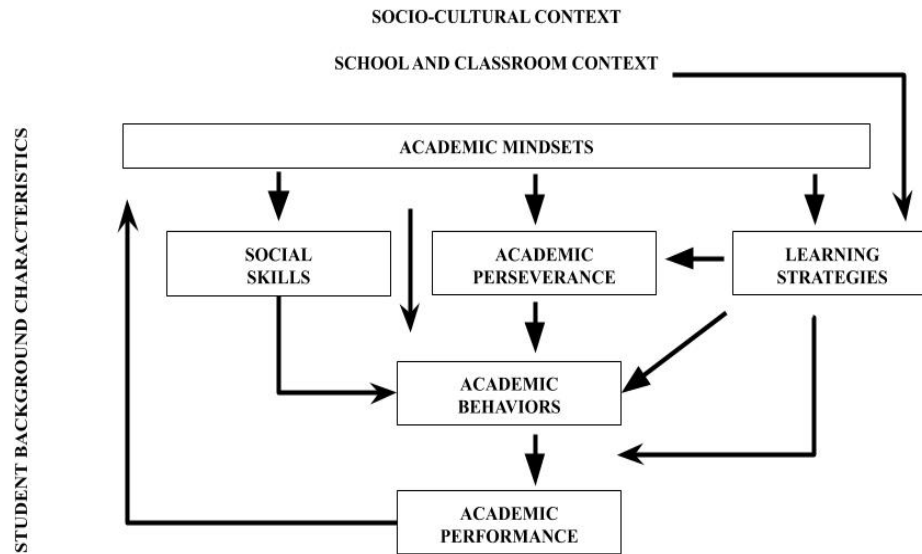 SOCIO-CULTURAL CONTEXT
SCHOOL AND CLASSROOM CONTEXT
STUDENT BACKGROUND CHARACTERISTICS
ACADEMIC MINDSETS
SOCIAL
SKILLS
ACADEMIC
PERSEVERANCE
LEARNING
STRATEGIES
ACADEMIC
BEHAVIORS
ACADEMIC
PERFORMANCE